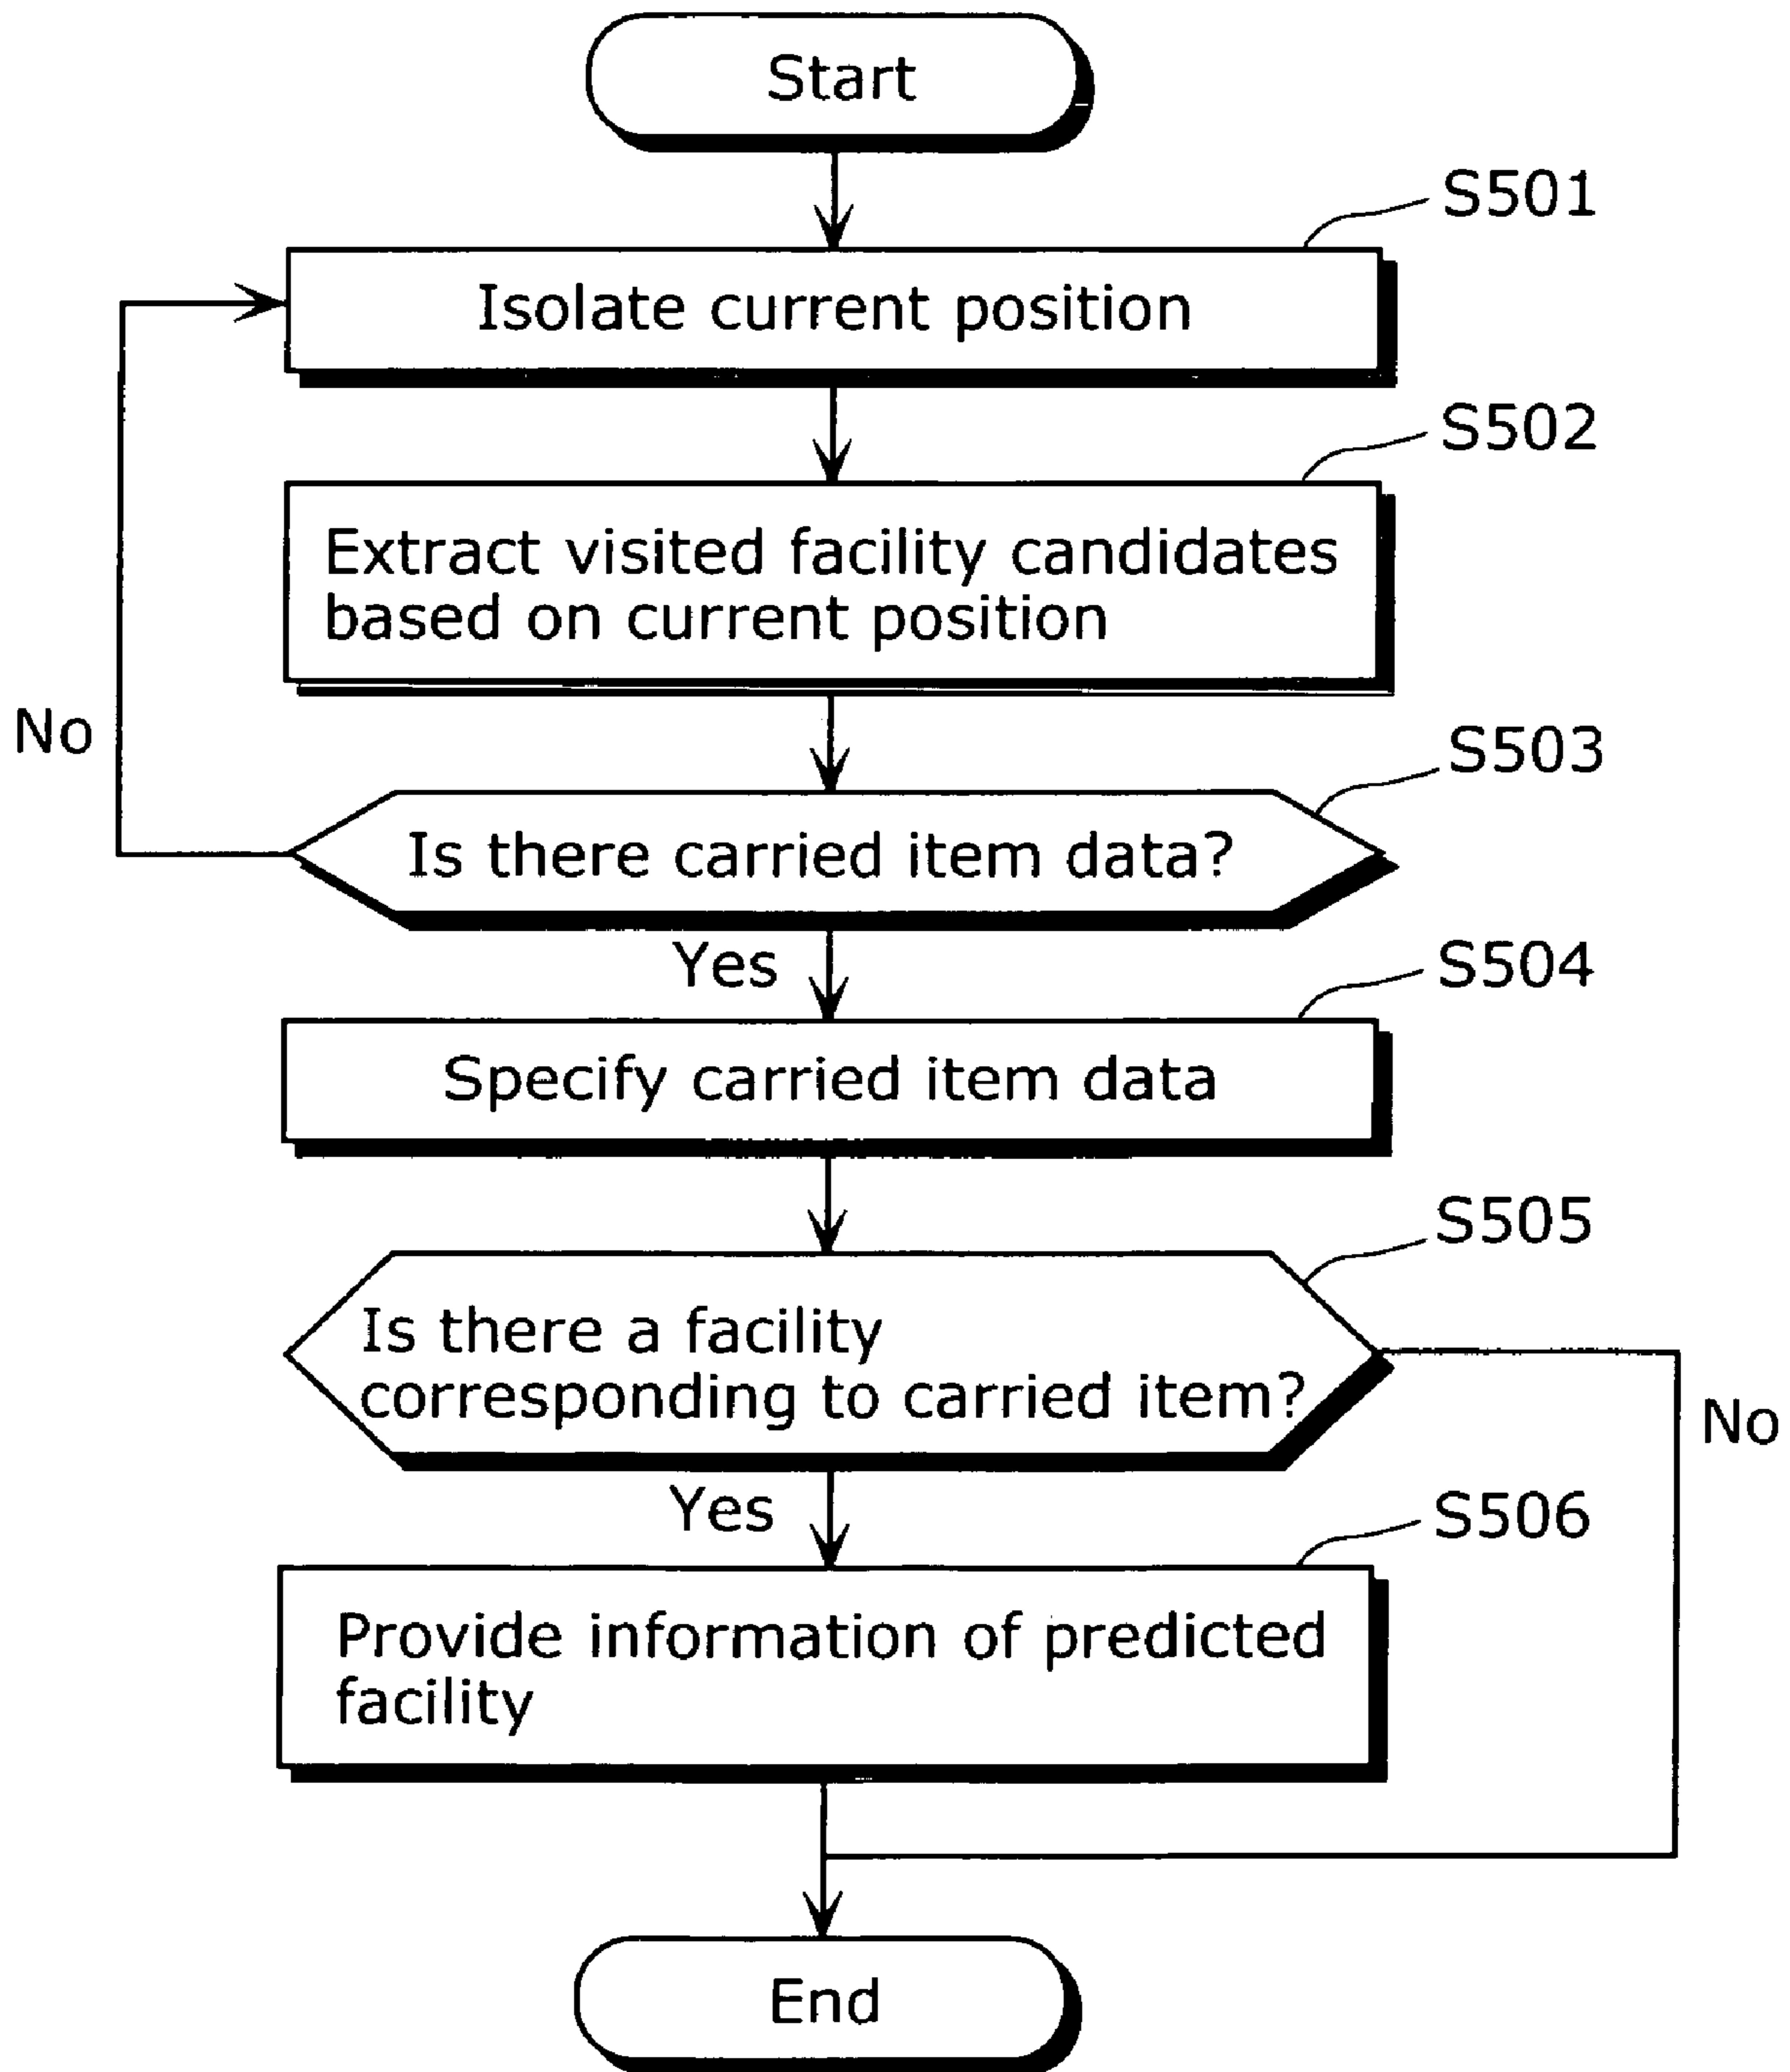 Start
S501
Isolate current position
S502
Extract visited facility candidates
based on current position
No
S503
Is there carried item data?
Yes
S504
Specify carried item data
S505
Is there a facility
corresponding to carried item?
No
Yes
S506
Provide information of predicted
facility
End